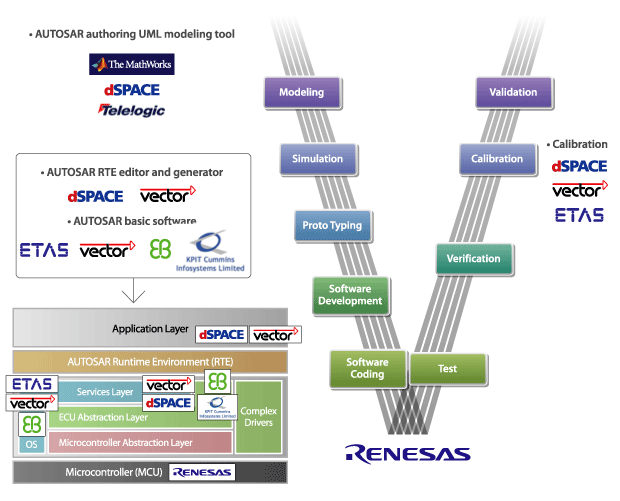 • AUTOSAR authoring UML modeling tool
The MathWorks
dSPACE
Telelogic
• AUTOSAR RTE editor and generator
dSPACE vector
• AUTOSAR basic software
ETAS vector EB KPIT Cummins
Infosystems Limited
Application Layer dSPACE vector
AUTOSAR Runtime Environment (RTE)
ETAS Services Layer vector EB
vector dSPACE KPIT Cummins
Infosystems Limited
ECU Abstraction Layer
EB
OS
Microcontroller Abstraction Layer
Complex
Drivers
Microcontroller (MCU) RENESAS
Modeling
Simulation
Proto Typing
Software
Development
Software
Coding
Test
Verification
Calibration
Validation
• Calibration
dSPACE
vector
ETAS
RENESAS